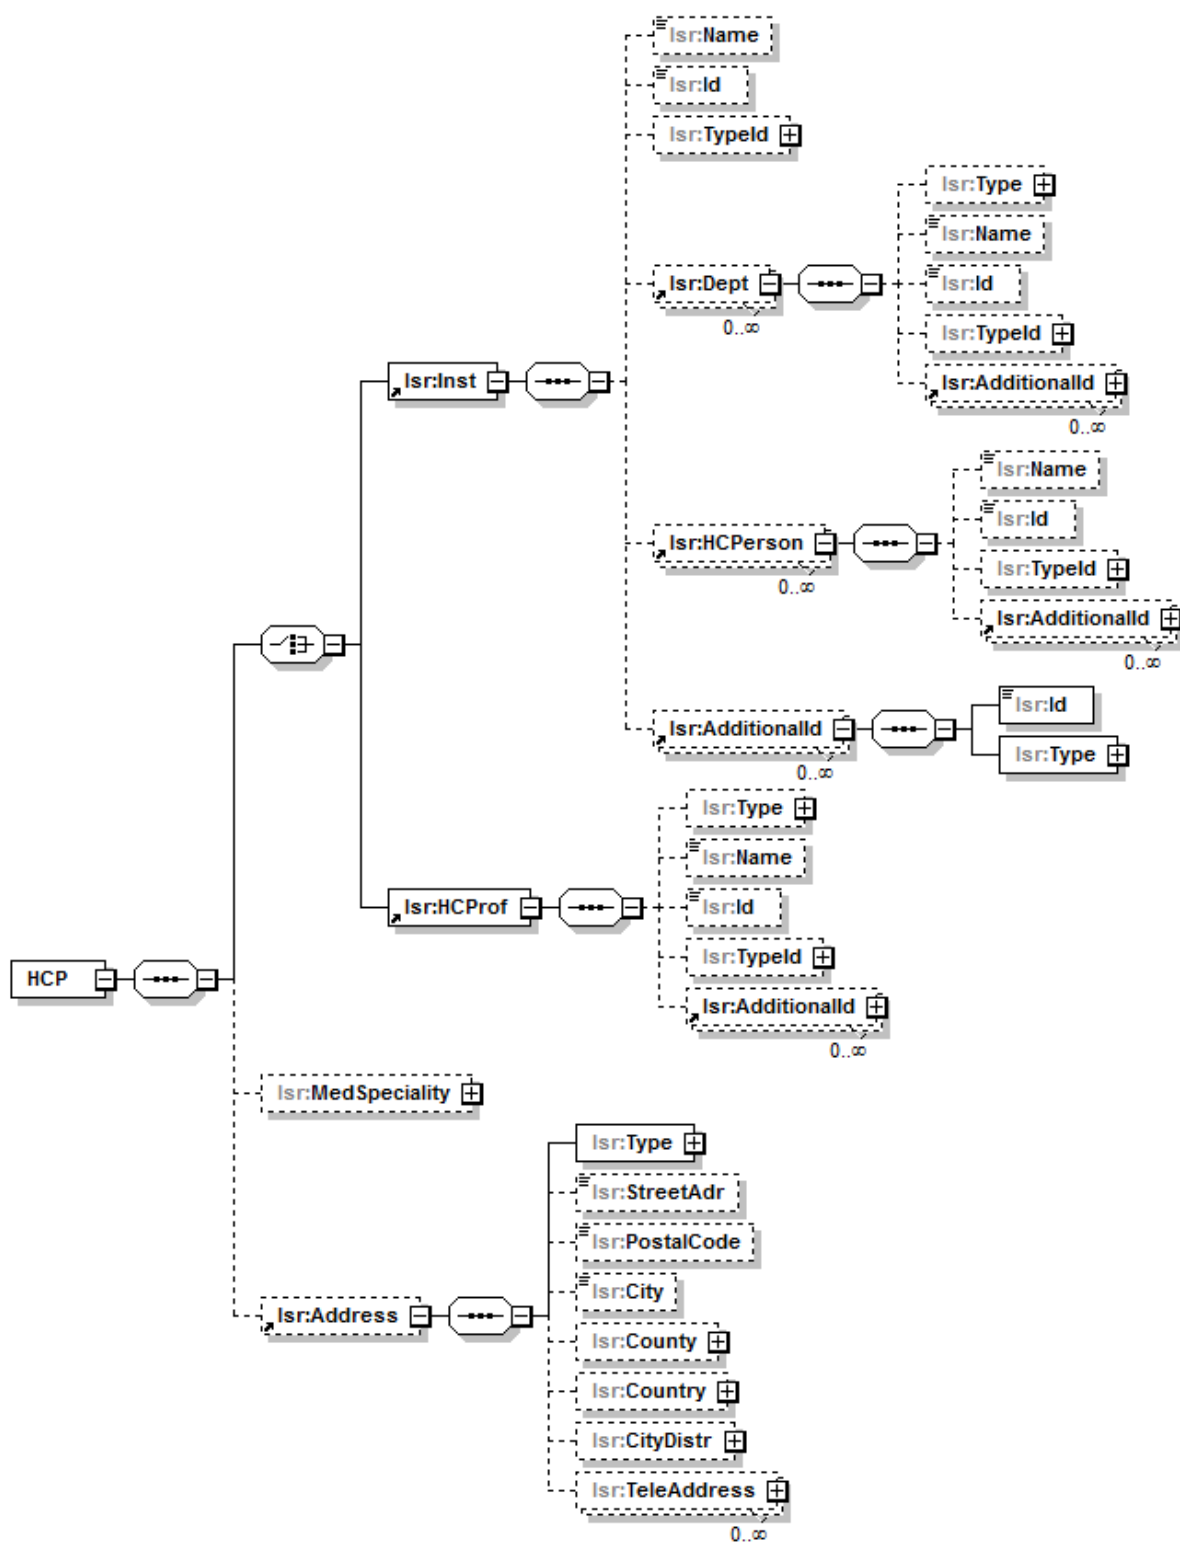 lsr:Name
lsr:Id
lsr:TypeId
lsr:Type
lsr:Name
lsr:Dept
lsr:Id
0..∞
lsr:TypeId
lsr:Inst
lsr:AdditionalId
0..∞
lsr:Name
lsr:Id
lsr:HCPerson
0..∞
lsr:TypeId
lsr:AdditionalId
0..∞
lsr:Id
lsr:AdditionalId
0..∞
lsr:Type
lsr:Type
lsr:Name
lsr:HCProf
lsr:Id
lsr:TypeId
HCP
lsr:AdditionalId
0..∞
lsr:MedSpeciality
lsr:Type
lsr:StreetAdr
lsr:PostalCode
lsr:City
lsr:Address
lsr:County
lsr:Country
lsr:CityDistr
lsr:TeleAddress
0..∞